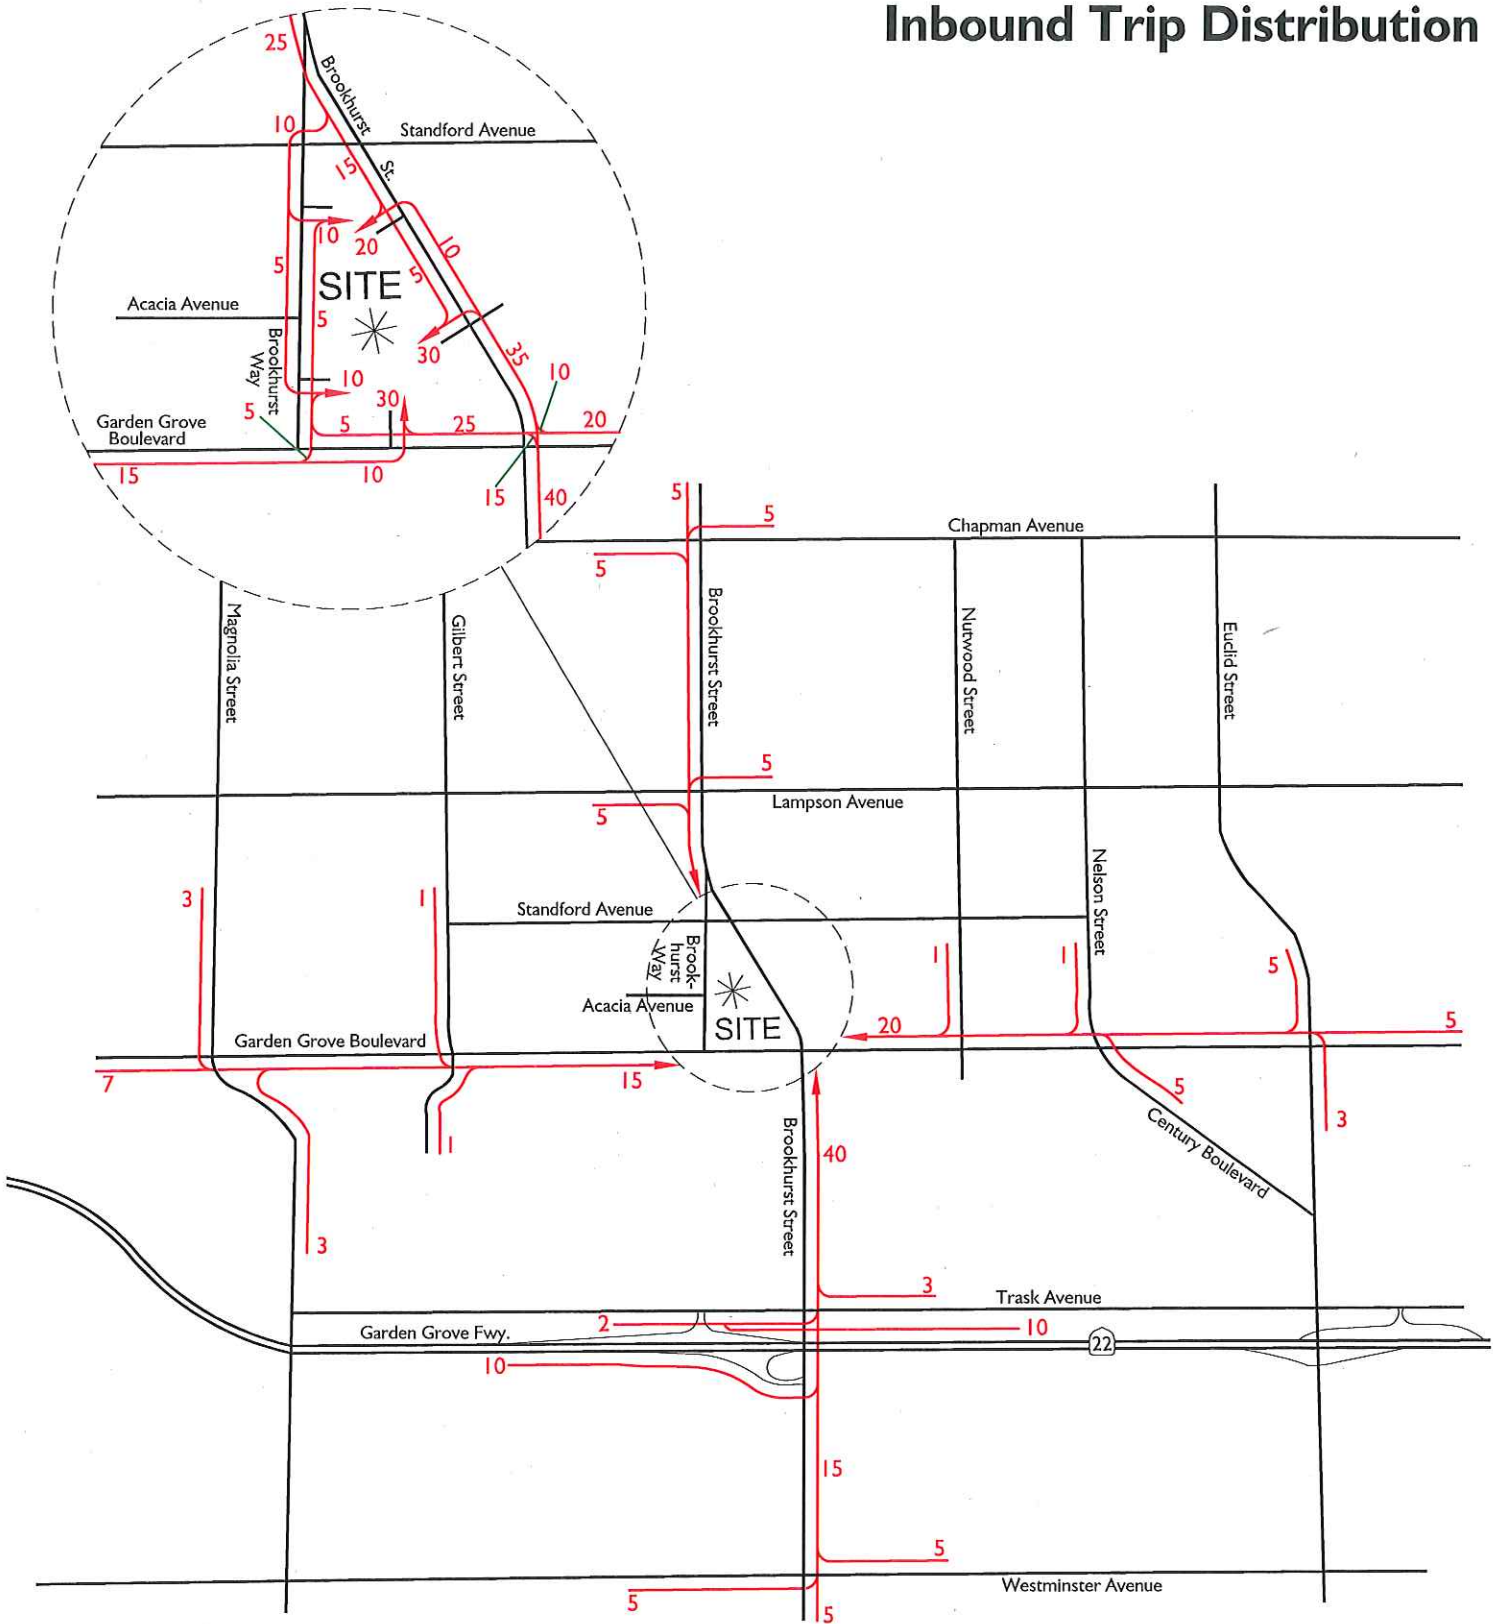 Inbound Trip Distribution
25
Brookhurst
St.
10
Standford Avenue
15
10
20
10
5
5
SITE
Acacia Avenue
5
Brookhurst
Way
30
35
10
10
30
5
Garden Grove
Boulevard
5
25
20
15
10
15
40
5
5
Chapman Avenue
5
Magnolia Street
Gilbert Street
Brookhurst Street
Nutwood Street
Euclid Street
5
5
Lampson Avenue
Nelson Street
3
1
Standford Avenue
Brook-
hurst
Way
1
1
5
Acacia Avenue
SITE
Garden Grove Boulevard
20
5
7
15
5
1
3
Century Boulevard
Brookhurst Street
40
3
3
Trask Avenue
2
10
Garden Grove Fwy.
22
10
15
5
5
Westminster Avenue
5